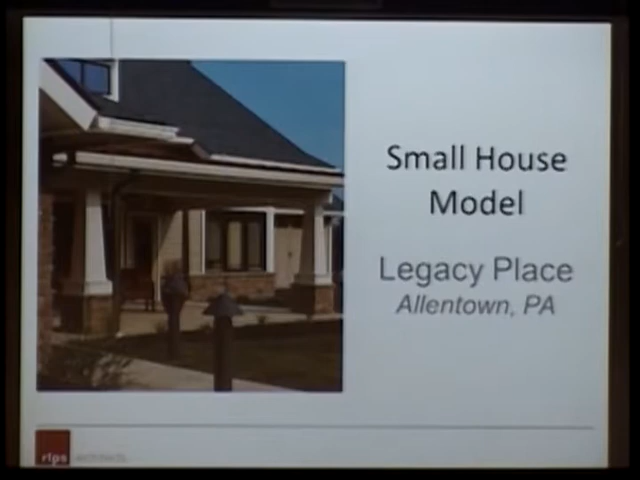 Small House
Model
Legacy Place
Allentown, PA
rlps